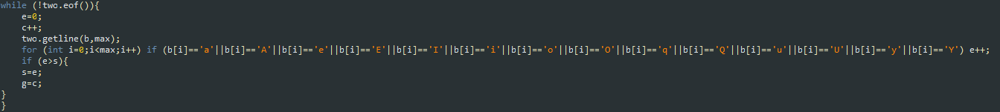 while (!two.eof()){
    e=0;
    c++;
    two.getline(b,max);
    for (int i=0;i<max;i++) if (b[i]=='a'||b[i]=='A'||b[i]=='e'||b[i]=='E'||b[i]=='I'||b[i]=='i'||b[i]=='o'||b[i]=='O'||b[i]=='q'||b[i]=='Q'||b[i]=='u'||b[i]=='U'||b[i]=='y'||b[i]=='Y') e++;
    if (e>s){
    s=e;
    g=c;
}
}